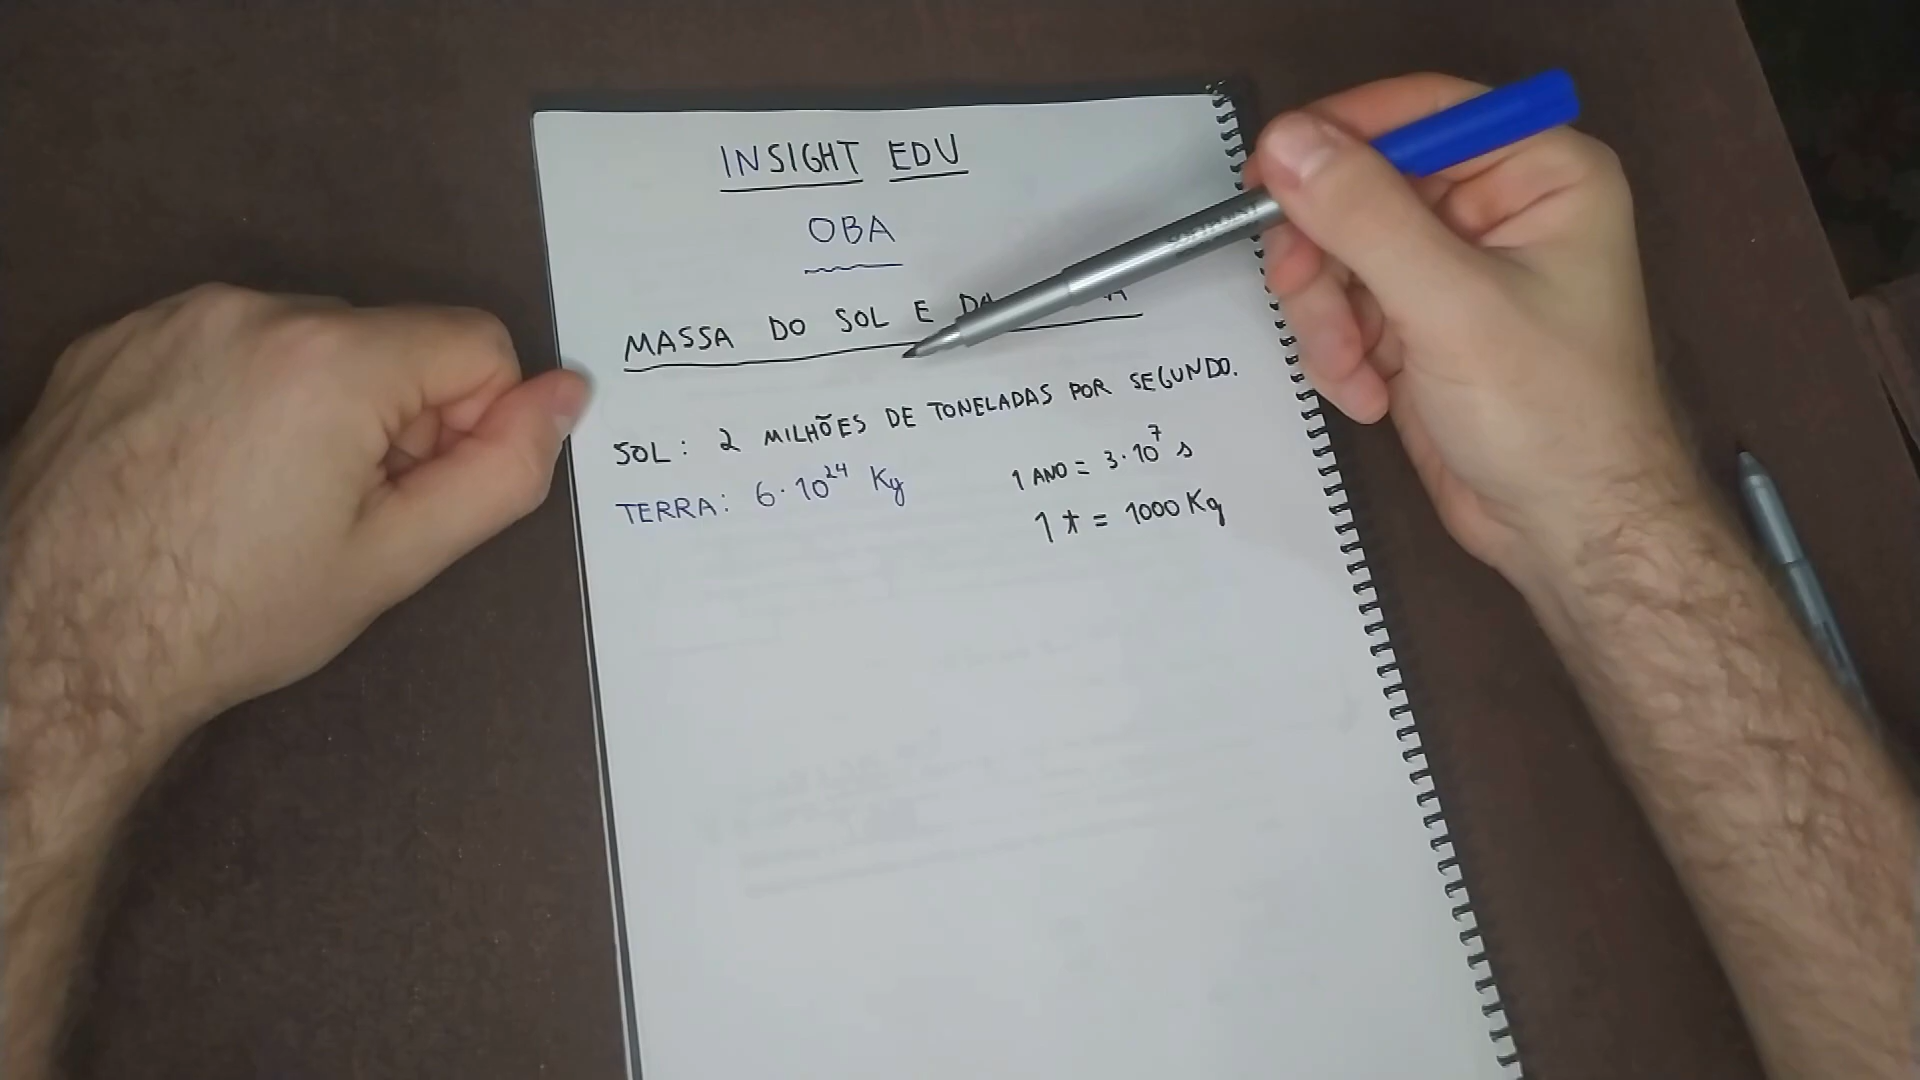 INSIGHT EDU
OBA
MASSA DO SOL E DA
SOL: 2 MILHÕES DE TONELADAS POR SEGUNDO.
TERRA: 6·10²⁴ Kg
1 ANO = 3·10⁷ s
1 t = 1000 Kg